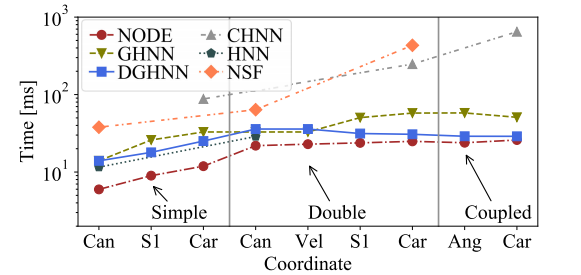 10³
10²
10¹
Time [ms]
NODE
GHNN
DGHNN
CHNN
HNN
NSF
Simple
Double
Coupled
Can S1 Car Can Vel S1 Car Ang Car
Coordinate